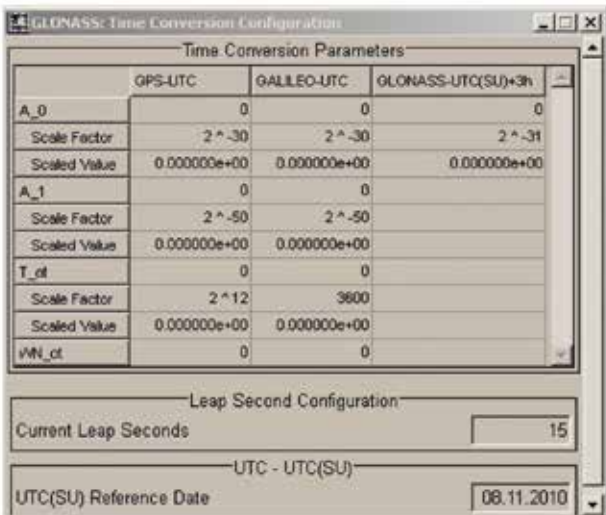 GLONASS: Time Conversion Configuration
Time Conversion Parameters
GPS-UTC GALILEO-UTC GLONASS-UTC(SU)+3h
A_0 0 0 0
Scale Factor 2^-30 2^-30 2^-31
Scaled Value 0.000000e+00 0.000000e+00 0.000000e+00
A_1 0 0
Scale Factor 2^-50 2^-50
Scaled Value 0.000000e+00 0.000000e+00
T_ot 0 0
Scale Factor 2^12 3600
Scaled Value 0.000000e+00 0.000000e+00
WN_ot 0 0
Leap Second Configuration
Current Leap Seconds 15
UTC - UTC(SU)
UTC(SU) Reference Date 08.11.2010